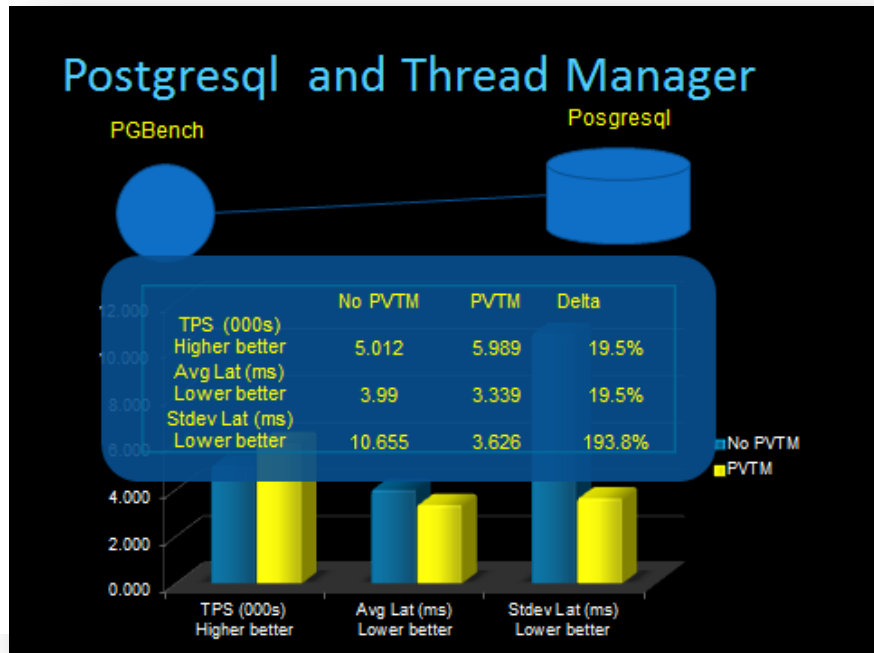 Postgresql and Thread Manager
PGBench
Posgresql
No PVTM PVTM Delta
TPS (000s)
Higher better 5.012 5.989 19.5%
Avg Lat (ms)
Lower better 3.99 3.339 19.5%
Stdev Lat (ms)
Lower better 10.655 3.626 193.8%
12.000
10.000
8.000
6.000
4.000
2.000
0.000
No PVTM
PVTM
TPS (000s) Avg Lat (ms) Stdev Lat (ms)
Higher better Lower better Lower better